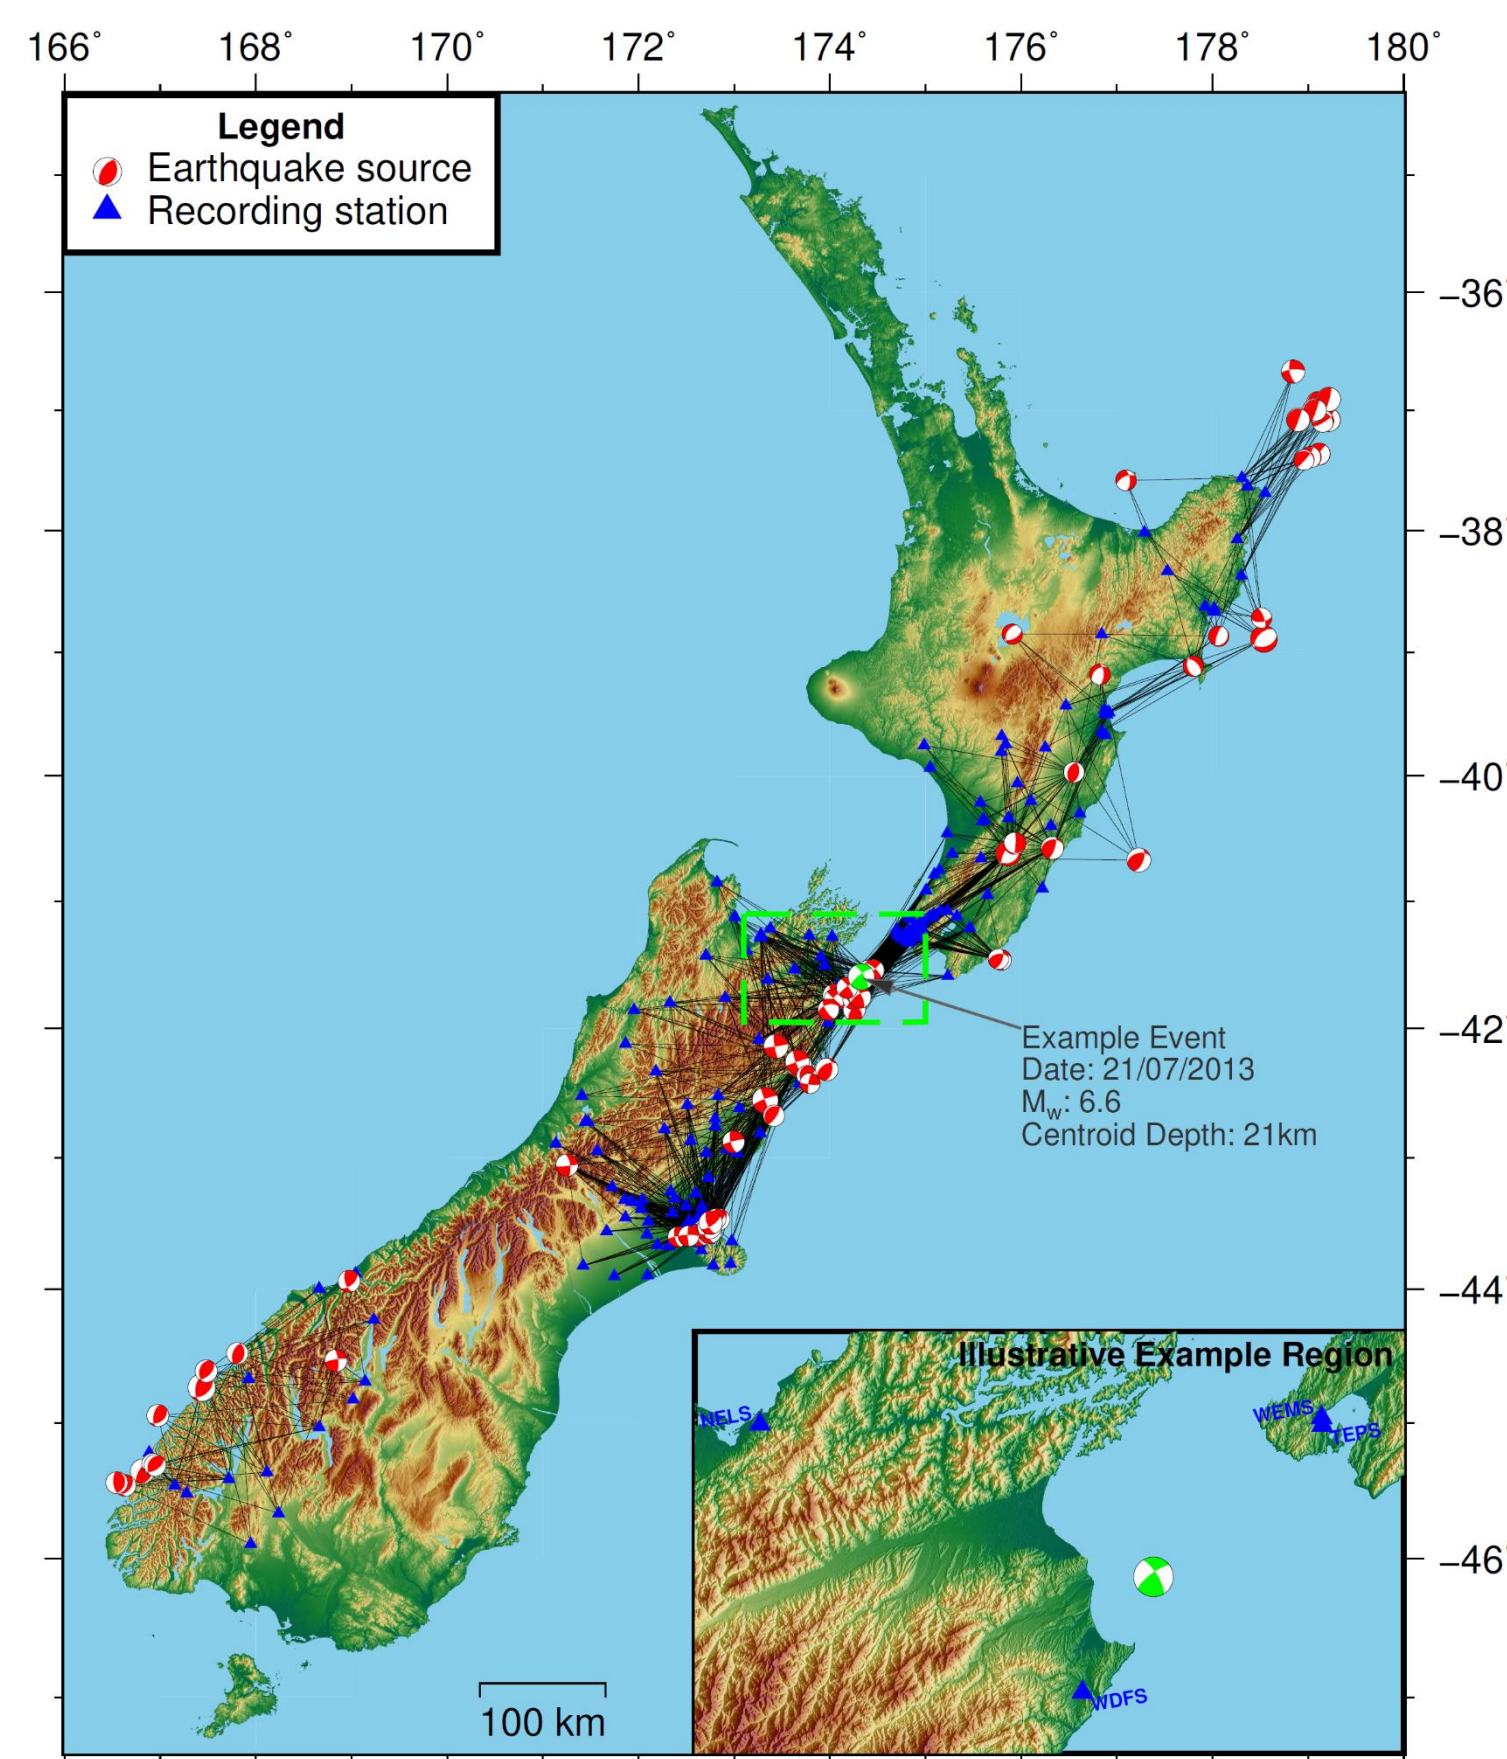 166° 168° 170° 172° 174° 176° 178° 180°
Legend
Earthquake source
Recording station
−36°
−38°
−40°
−42°
Example Event
Date: 21/07/2013
Mw: 6.6
Centroid Depth: 21km
−44°
Illustrative Example Region
NELS
WEMS
TEPS
−46°
WDFS
100 km